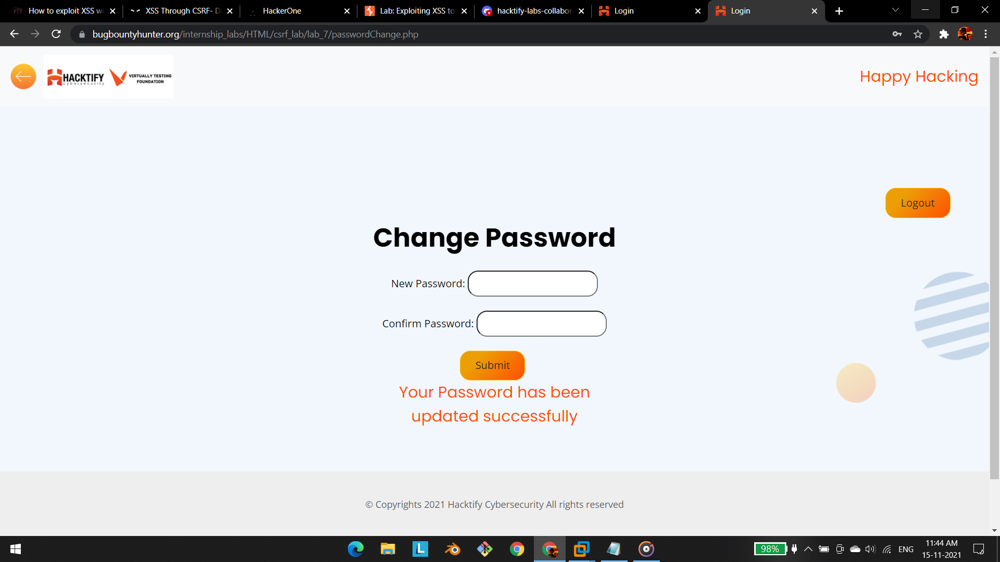 PTP How to exploit XSS wi
XSS Through CSRF- D
HackerOne
Lab: Exploiting XSS to
hacktify-labs-collabora
Login
Login
bugbountyhunter.org/internship_labs/HTML/csrf_lab/lab_7/passwordChange.php
HACKTIFY
cybersecurity
VIRTUALLY TESTING
FOUNDATION
Happy Hacking
Logout
Change Password
New Password:
Confirm Password:
Submit
Your Password has been
updated successfully
© Copyrights 2021 Hacktify Cybersecurity All rights reserved
L
98%
ENG
11:44 AM
15-11-2021